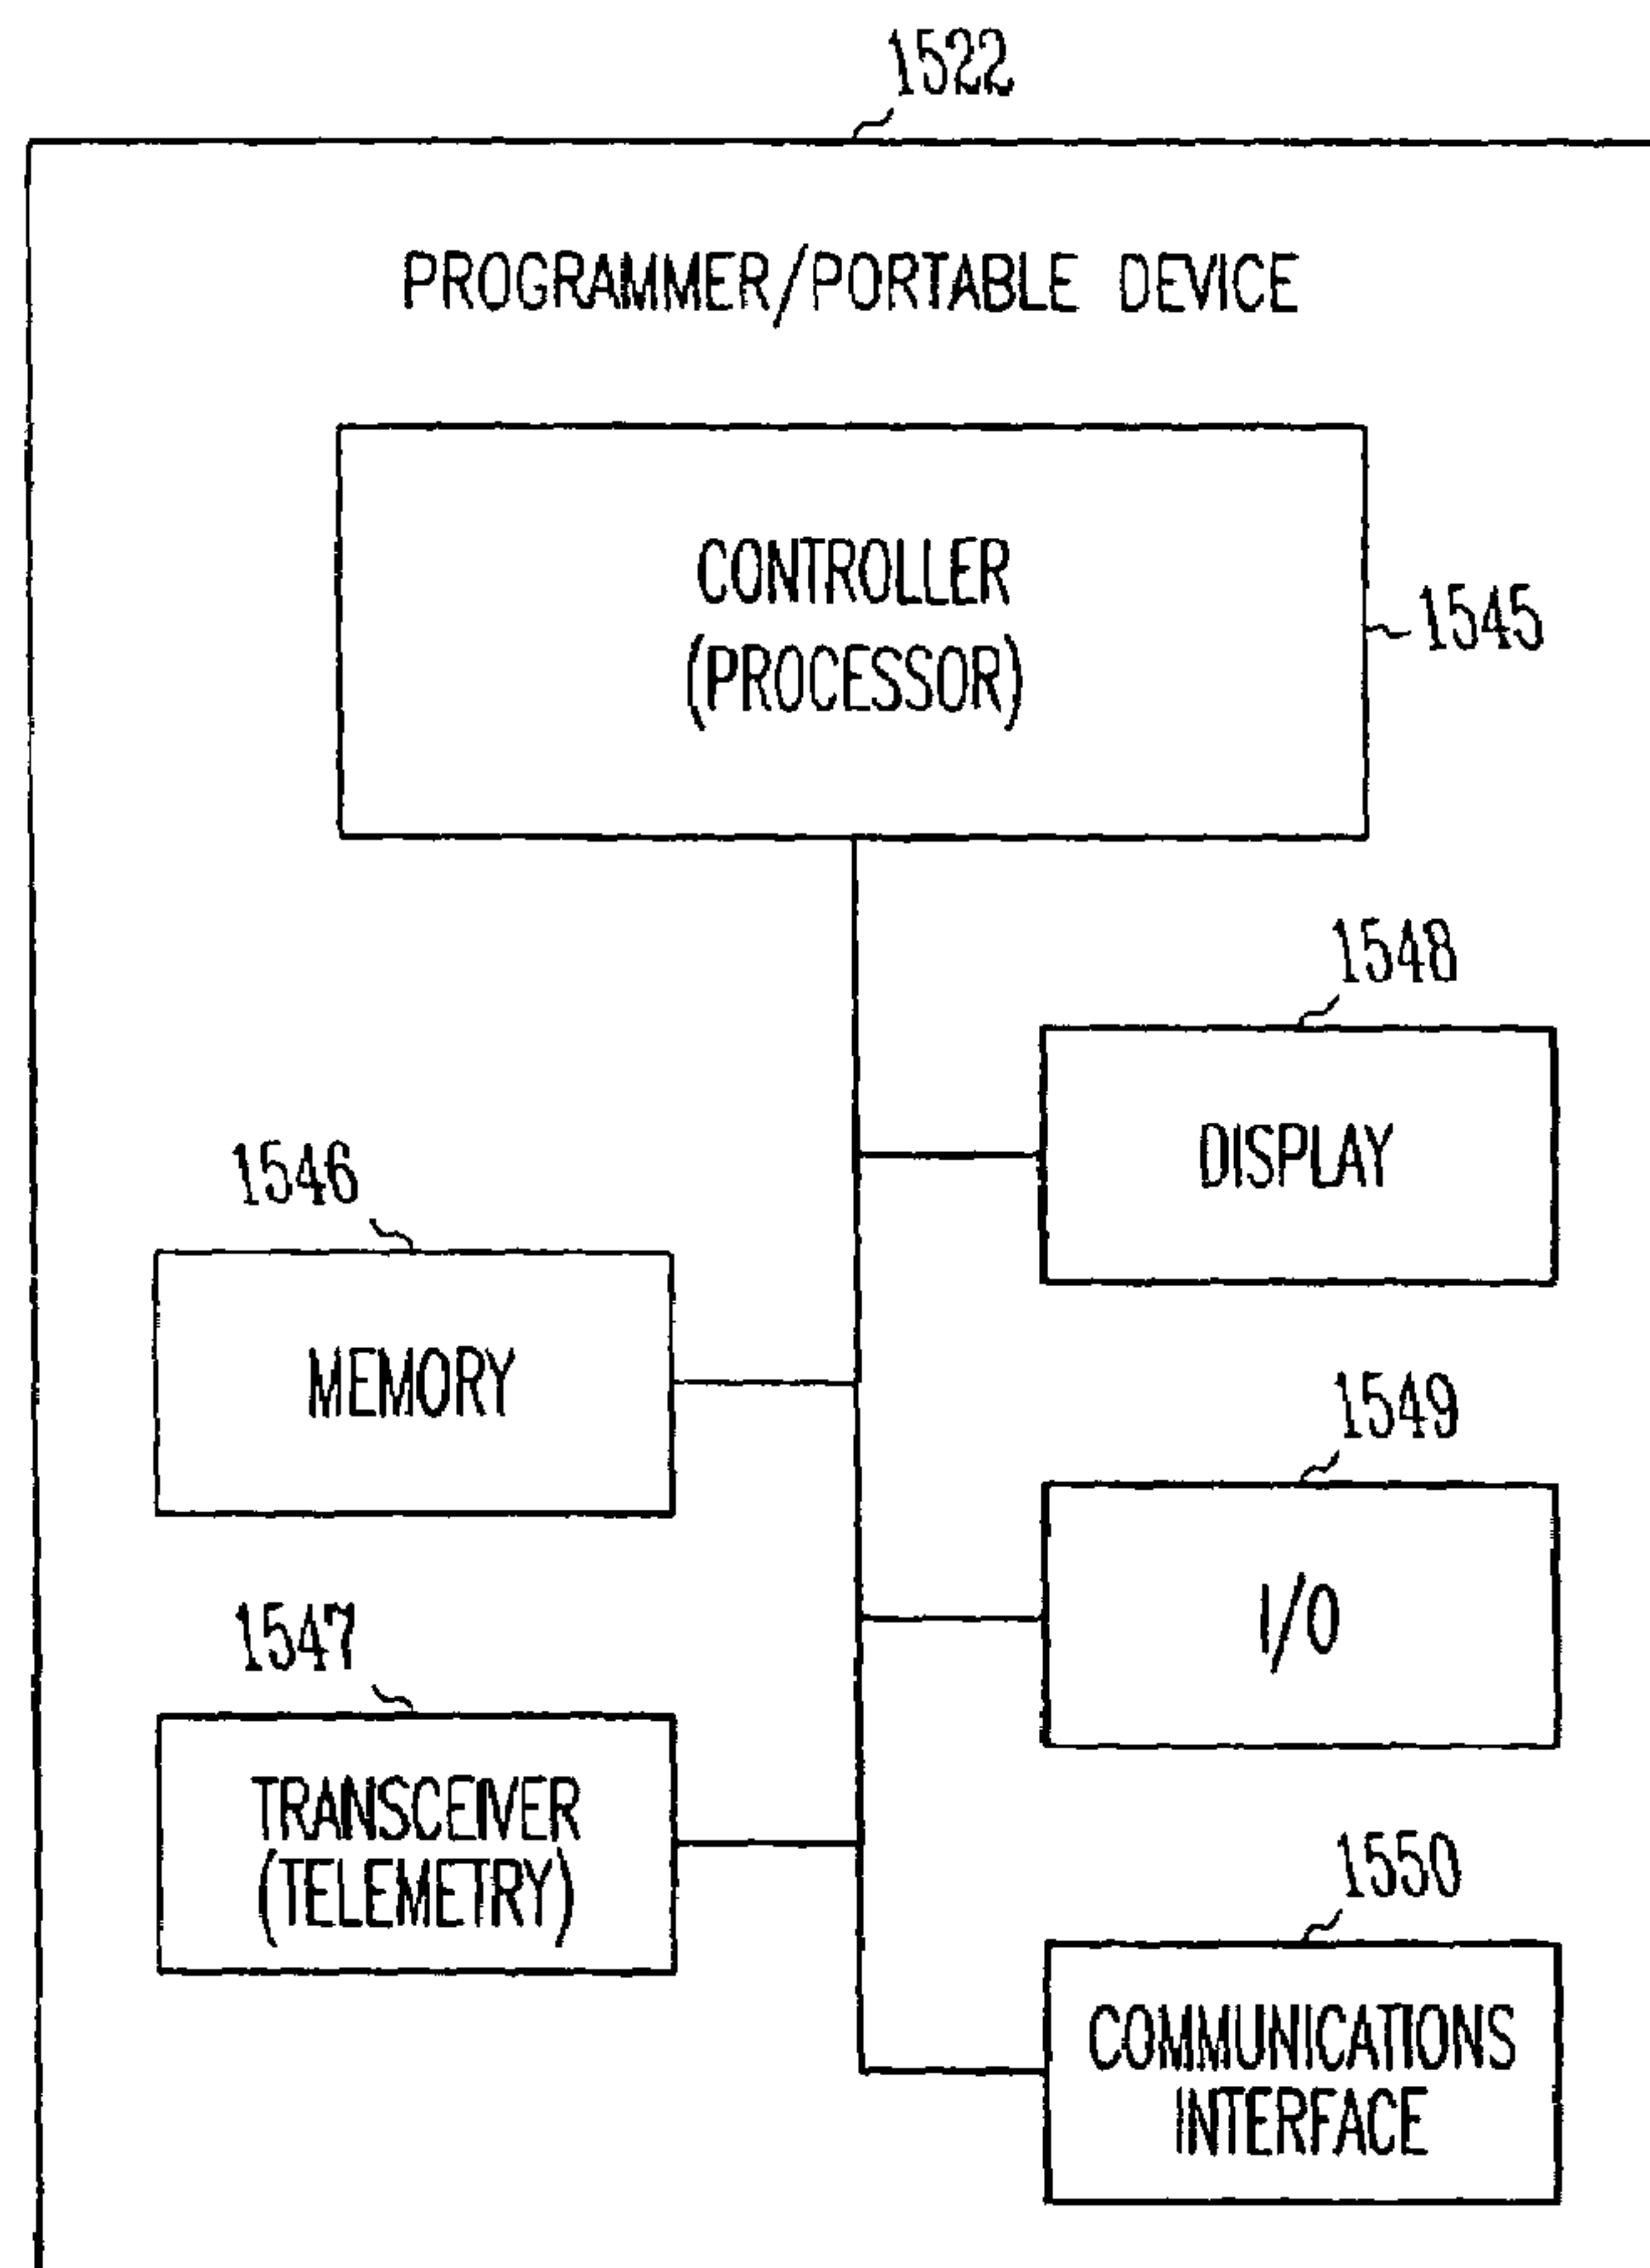 1522
PROGRAMMER/PORTABLE DEVICE
CONTROLLER
(PROCESSOR)
1545
1548
DISPLAY
1546
MEMORY
1549
I/O
1547
TRANSCEIVER
(TELEMETRY)
1550
COMMUNICATIONS
INTERFACE